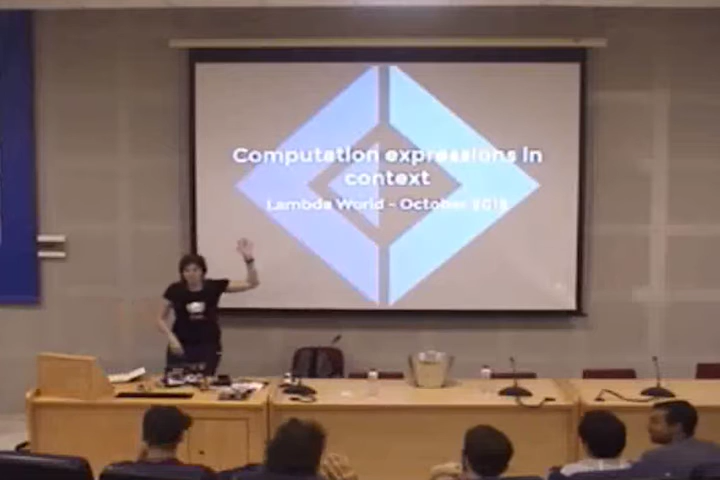 Computation expressions in
context
Lambda World - October